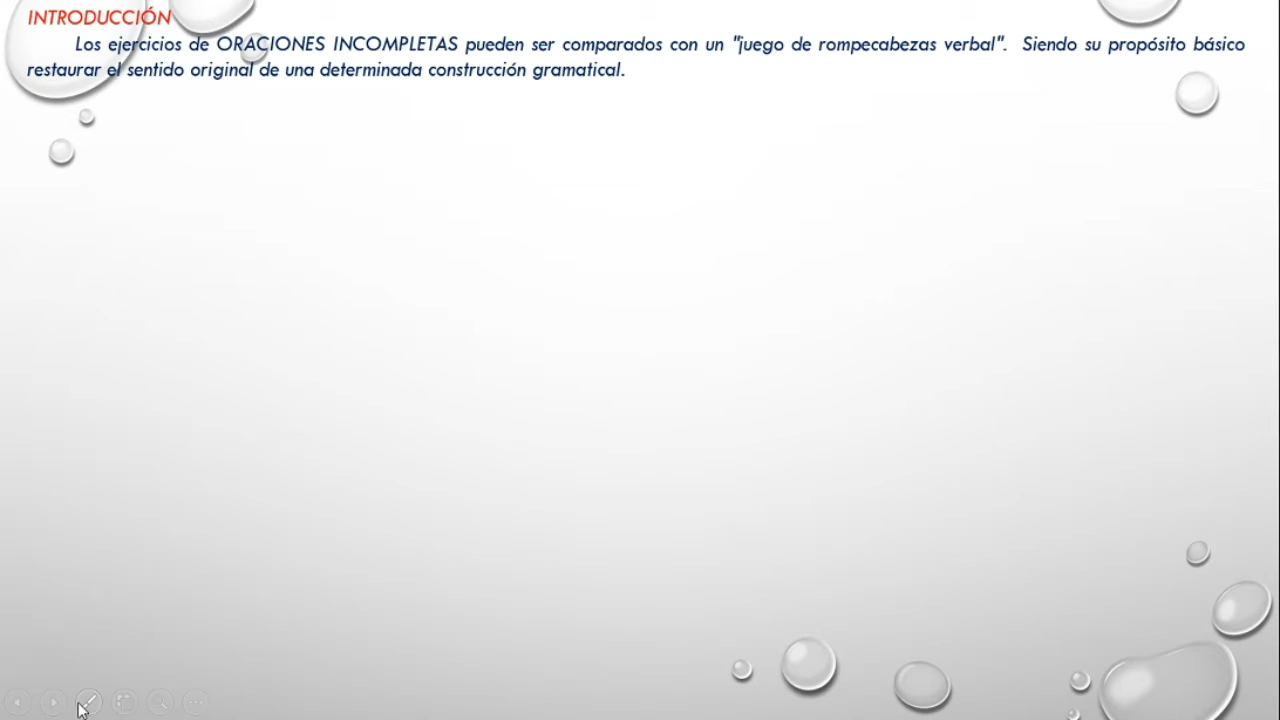 INTRODUCCIÓN
Los ejercicios de ORACIONES INCOMPLETAS pueden ser comparados con un "juego de rompecabezas verbal". Siendo su propósito básico
restaurar el sentido original de una determinada construcción gramatical.